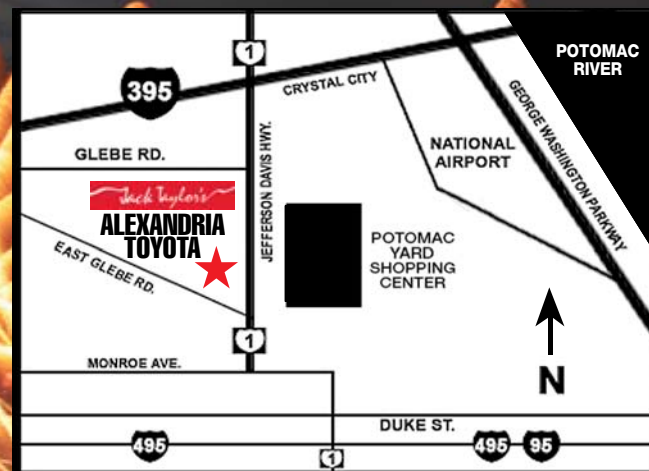 1
POTOMAC
RIVER
395
CRYSTAL CITY
GEORGE WASHINGTON PARKWAY
GLEBE RD.
JEFFERSON DAVIS HWY.
NATIONAL
AIRPORT
Jack Taylor's
ALEXANDRIA
TOYOTA
EAST GLEBE RD.
POTOMAC
YARD
SHOPPING
CENTER
1
MONROE AVE.
N
DUKE ST.
495
1
495
95